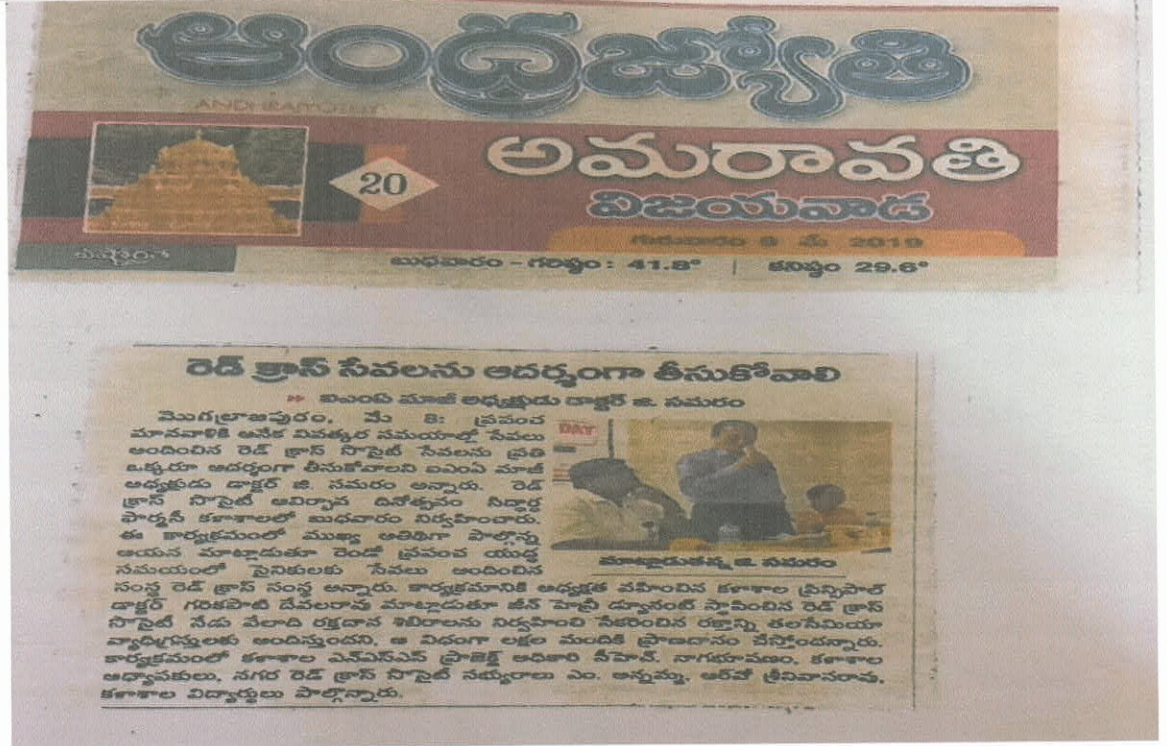 ఆంధ్రజ్యోతి
ANDHRAJYOTHY
అమరావతి
20
విజయవాడ
గురువారం 9 మే 2019
బుధవారం - గరిష్ఠం: 41.8° | కనిష్ఠం 29.6°
రెడ్ క్రాస్ సేవలను ఆదర్శంగా తీసుకోవాలి
ఐఎంఏ మాజీ అధ్యక్షుడు డాక్టర్ జి. సమరం
మొగల్రాజపురం, మే 8: ప్రపంచ
మానవాళికి అనేక విపత్కర సమయాల్లో సేవలు
అందించిన రెడ్ క్రాస్ సొసైటీ సేవలను ప్రతి
ఒక్కరూ ఆదర్శంగా తీసుకోవాలని ఐఎంఏ మాజీ
అధ్యక్షుడు డాక్టర్ జి. సమరం అన్నారు. రెడ్
క్రాస్ సొసైటీ ఆవిర్భావ దినోత్సవం సిద్ధార్థ
ఫార్మసీ కళాశాలలో బుధవారం నిర్వహించారు.
ఈ కార్యక్రమంలో ముఖ్య అతిథిగా పాల్గొన్న
ఆయన మాట్లాడుతూ రెండో ప్రపంచ యుద్ధ
సమయంలో సైనికులకు సేవలు అందించిన
DAY
మాట్లాడుతున్న జి. సమరం
సంస్థ రెడ్ క్రాస్ సంస్థ అన్నారు. కార్యక్రమానికి అధ్యక్షత వహించిన కళాశాల ప్రిన్సిపాల్
డాక్టర్ గరికపాటి దేవలరావు మాట్లాడుతూ జీన్ హెన్రీ డ్యూనంట్ స్థాపించిన రెడ్ క్రాస్
సొసైటీ నేడు వేలాది రక్తదాన శిబిరాలను నిర్వహించి సేకరించిన రక్తాన్ని తలసేమియా
వ్యాధిగ్రస్తులకు అందిస్తుందని, ఆ విధంగా లక్షల మందికి ప్రాణదానం చేస్తోందన్నారు.
కార్యక్రమంలో కళాశాల ఎన్ఎస్ఎస్ ప్రాజెక్ట్ అధికారి వీహెచ్. నాగభూషణం, కళాశాల
అధ్యాపకులు, నగర రెడ్ క్రాస్ సొసైటీ సభ్యురాలు ఎం. అన్నమ్మ, ఆర్‌వో శ్రీనివాసరావు,
కళాశాల విద్యార్థులు పాల్గొన్నారు.